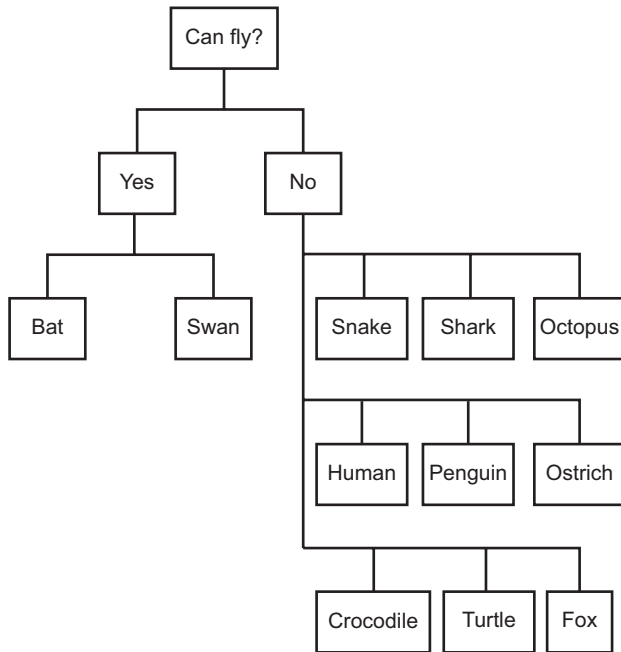 Can fly?
Yes No
Bat Swan Snake Shark Octopus
Human Penguin Ostrich
Crocodile Turtle Fox